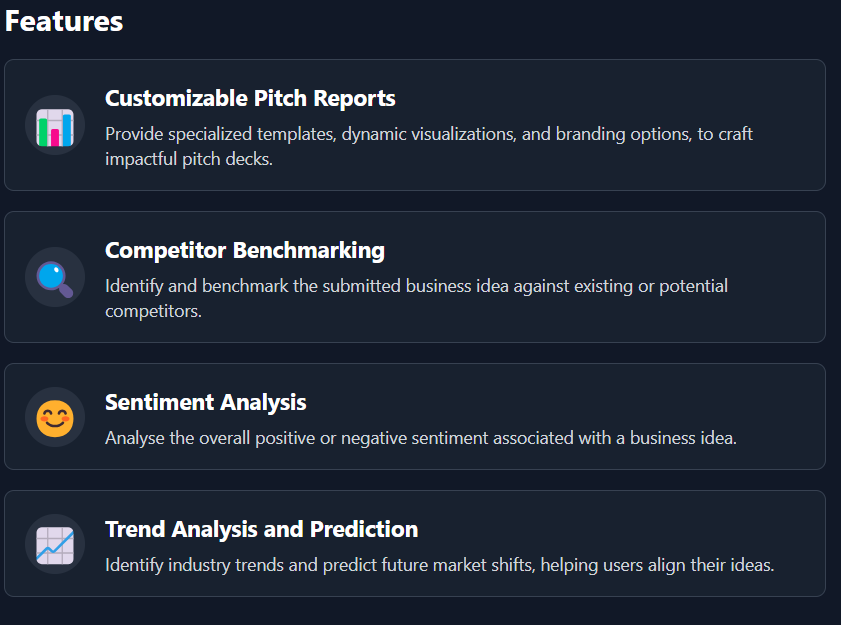 Features
Customizable Pitch Reports
Provide specialized templates, dynamic visualizations, and branding options, to craft
impactful pitch decks.
Competitor Benchmarking
Identify and benchmark the submitted business idea against existing or potential
competitors.
Sentiment Analysis
Analyse the overall positive or negative sentiment associated with a business idea.
Trend Analysis and Prediction
Identify industry trends and predict future market shifts, helping users align their ideas.